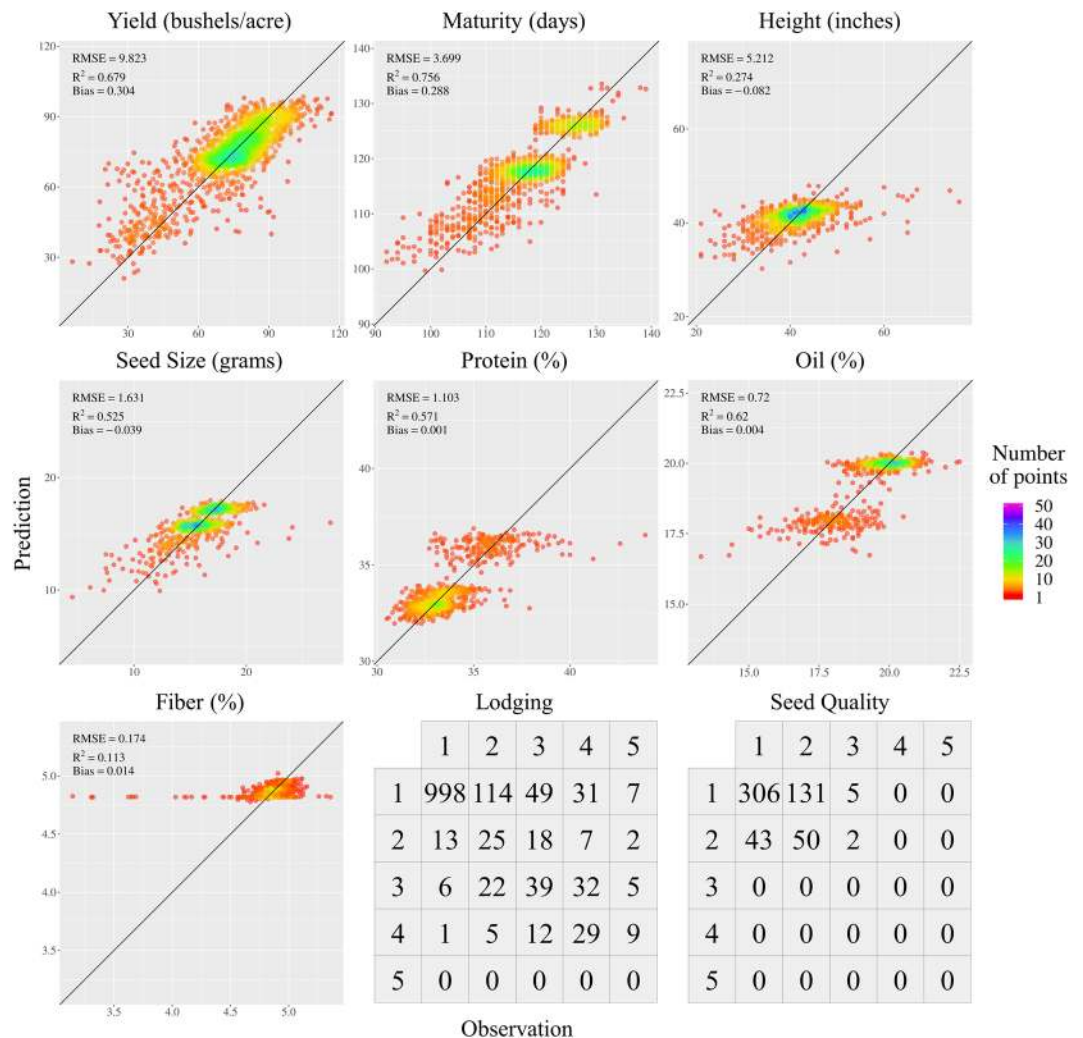 Yield (bushels/acre) Maturity (days) Height (inches)
RMSE = 9.823
R² = 0.679
Bias = 0.304
120
90
60
30
30 60 90 120
RMSE = 3.699
R² = 0.756
Bias = 0.288
140
130
120
110
100
90
90 100 110 120 130 140
RMSE = 5.212
R² = 0.274
Bias = −0.082
60
40
20
20 40 60
Seed Size (grams) Protein (%) Oil (%)
RMSE = 1.631
R² = 0.525
Bias = −0.039
20
10
10 20
RMSE = 1.103
R² = 0.571
Bias = 0.001
40
35
30
30 35 40
RMSE = 0.72
R² = 0.62
Bias = 0.004
22.5
20.0
17.5
15.0
15.0 17.5 20.0 22.5
Prediction
Number
of points
50
40
30
20
10
1
Fiber (%) Lodging Seed Quality
RMSE = 0.174
R² = 0.113
Bias = 0.014
5.0
4.5
4.0
3.5
3.5 4.0 4.5 5.0
1 2 3 4 5
1 998 114 49 31 7
2 13 25 18 7 2
3 6 22 39 32 5
4 1 5 12 29 9
5 0 0 0 0 0
1 2 3 4 5
1 306 131 5 0 0
2 43 50 2 0 0
3 0 0 0 0 0
4 0 0 0 0 0
5 0 0 0 0 0
Observation